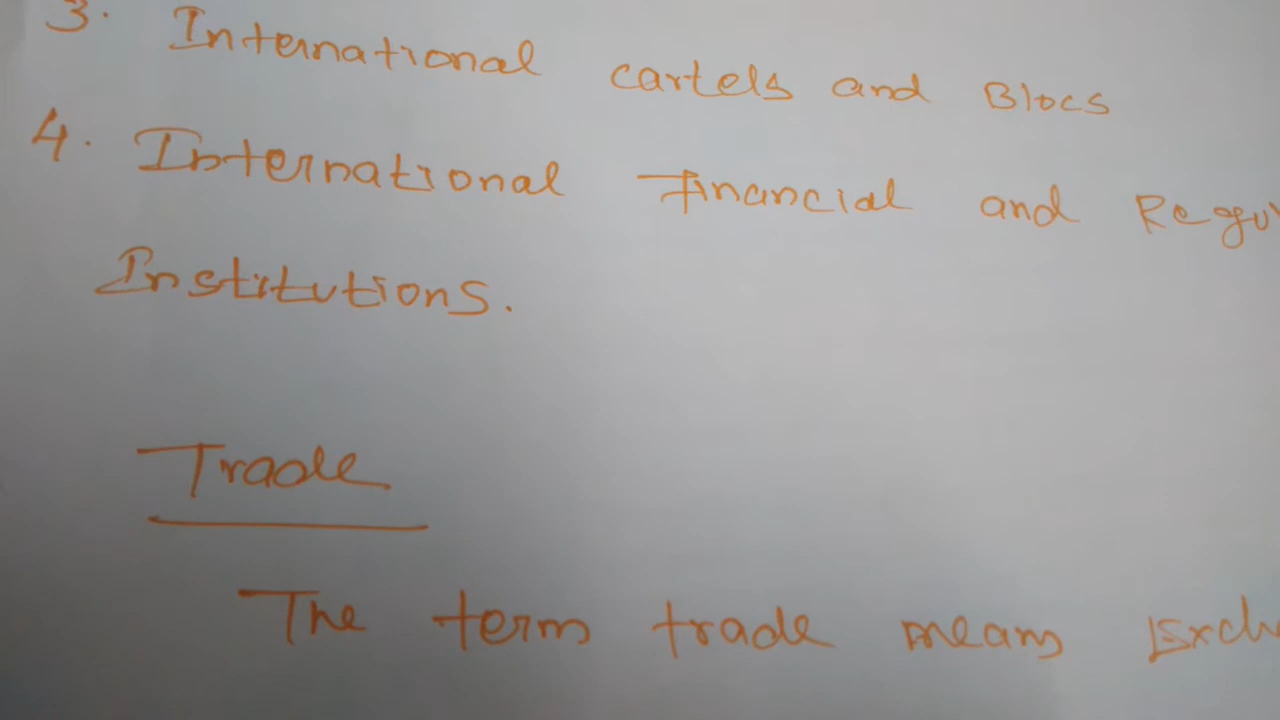 3. International cartels and Blocs
4. International Financial and
Institutions.
Trade
The term trade means